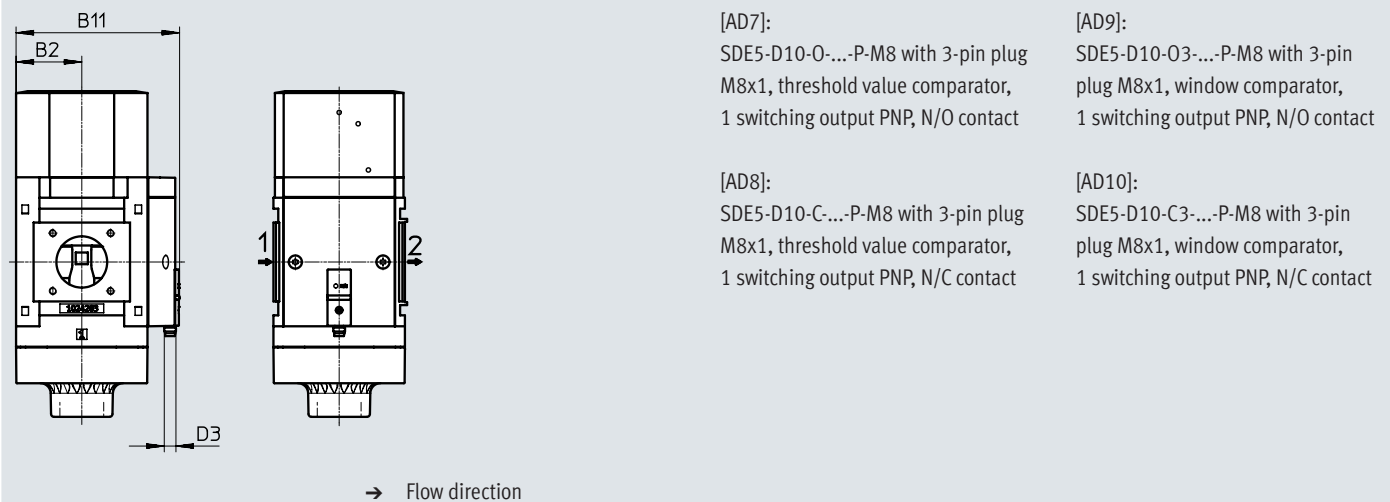 B11
B2
1
2
1024203
1
D3
→ Flow direction
[AD7]:
SDE5-D10-O-...-P-M8 with 3-pin plug
M8x1, threshold value comparator,
1 switching output PNP, N/O contact
[AD8]:
SDE5-D10-C-...-P-M8 with 3-pin plug
M8x1, threshold value comparator,
1 switching output PNP, N/C contact
[AD9]:
SDE5-D10-O3-...-P-M8 with 3-pin
plug M8x1, window comparator,
1 switching output PNP, N/O contact
[AD10]:
SDE5-D10-C3-...-P-M8 with 3-pin
plug M8x1, window comparator,
1 switching output PNP, N/C contact